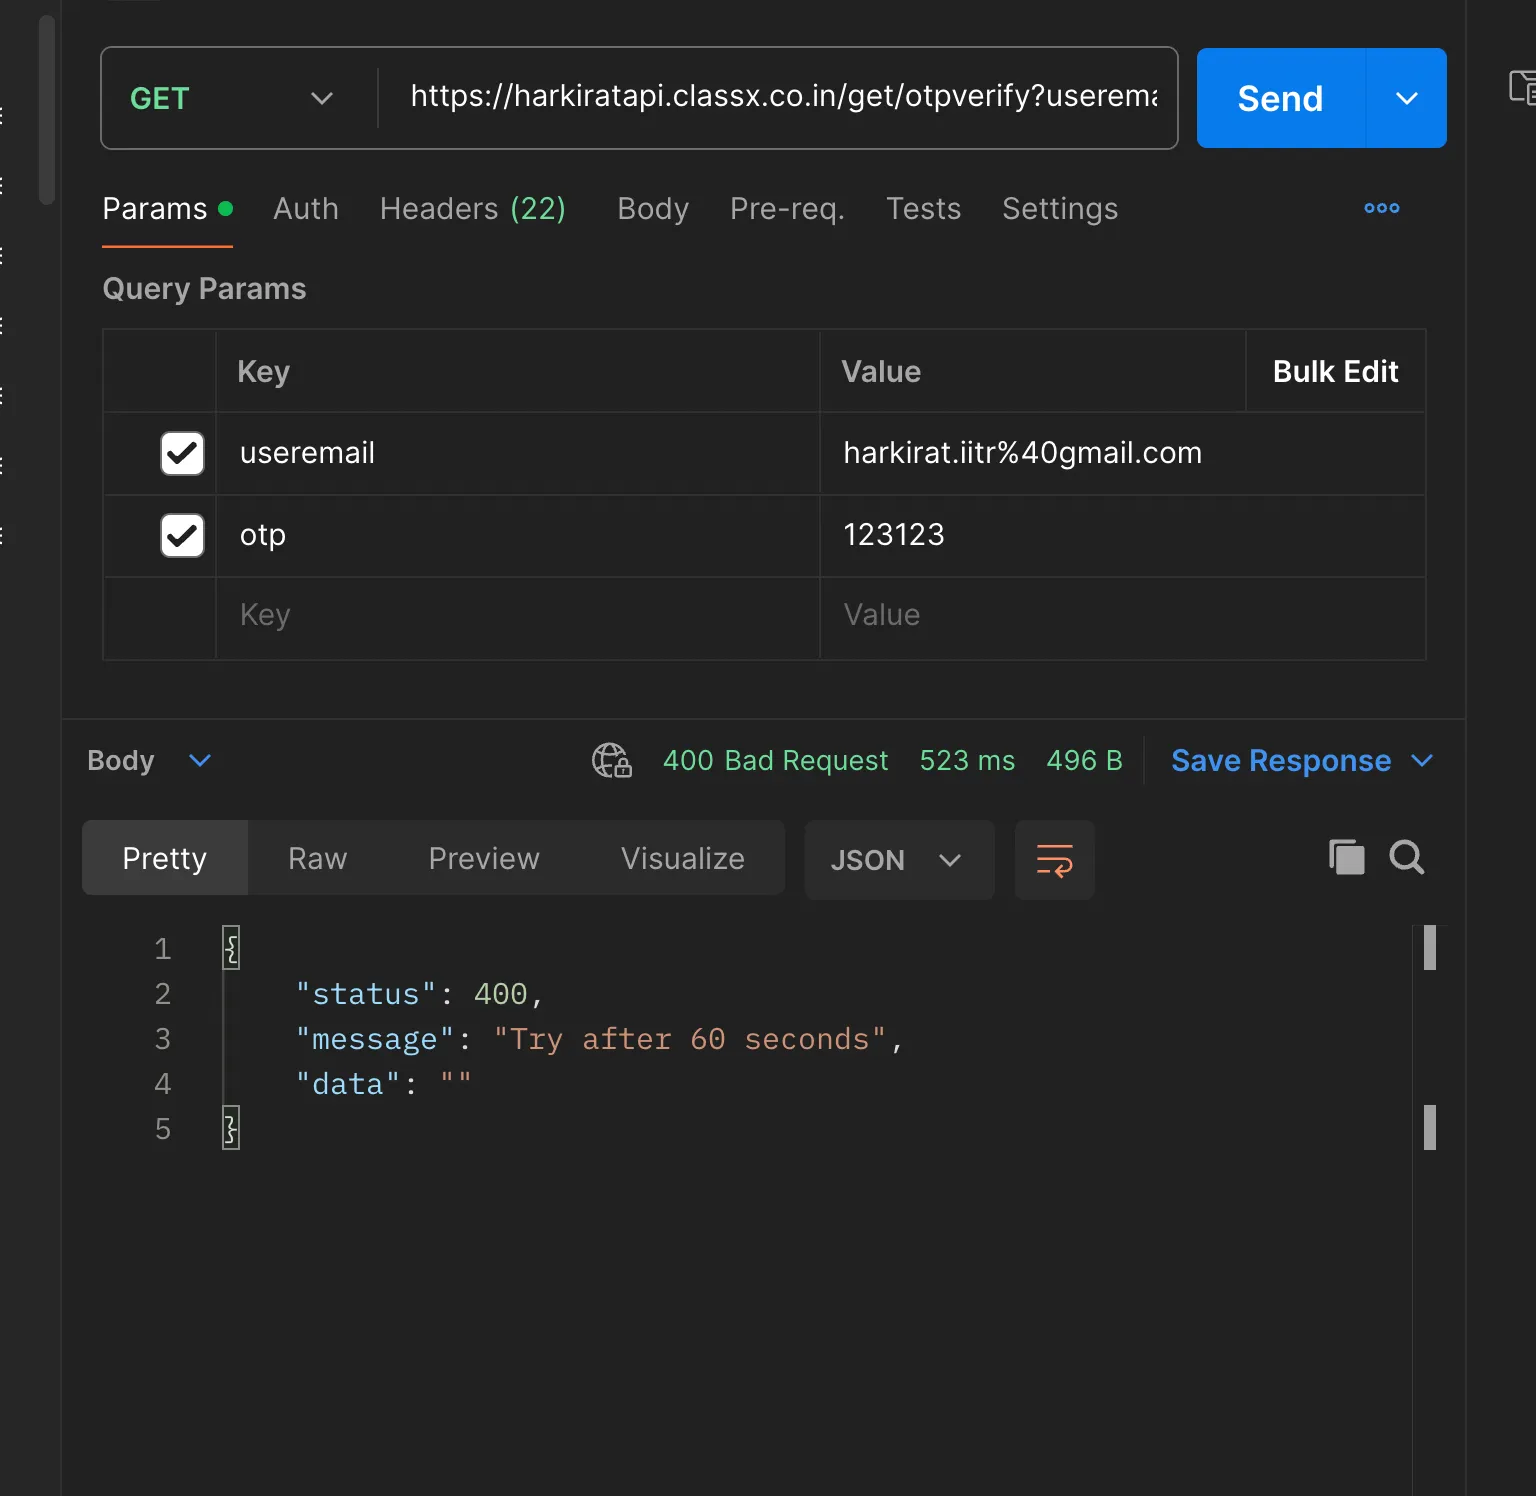 GET https://harkiratapi.classx.co.in/get/otpverify?userema Send
Params Auth Headers (22) Body Pre-req. Tests Settings
Query Params
Key Value Bulk Edit
useremail harkirat.iitr%40gmail.com
otp 123123
Key Value
Body 400 Bad Request 523 ms 496 B Save Response
Pretty Raw Preview Visualize JSON
1 {
2 "status": 400,
3 "message": "Try after 60 seconds",
4 "data": ""
5 }